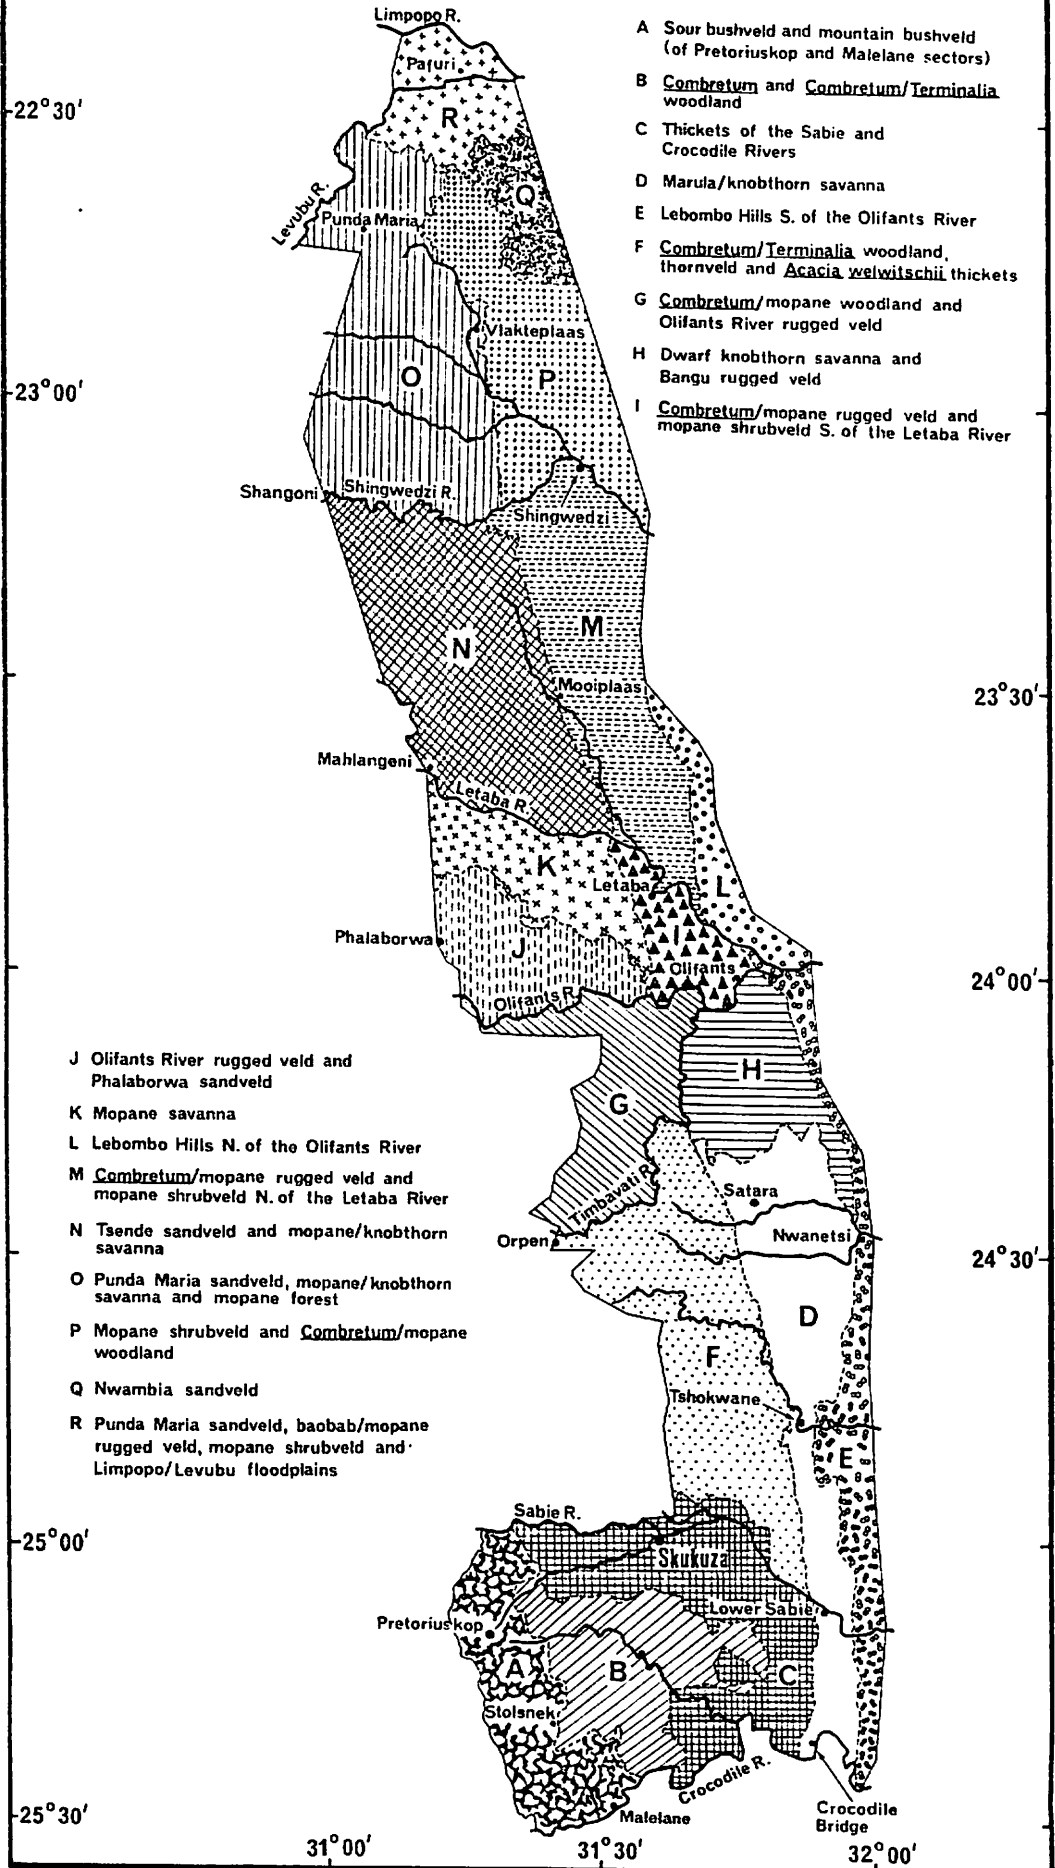 Limpopo R.
Pafuri
22°30'
R
Q
Levubu R.
Punda Maria
Vlakteplaas
O
P
23°00'
Shangoni
Shingwedzi R.
Shingwedzi
M
N
Mooiplaas
23°30'
Mahlangeni
Letaba R.
K
Letaba
L
Phalaborwa
J
I
Olifants
24°00'
Olifants R.
H
G
Timbavati R.
Satara
Orpen
Nwanetsi
24°30'
D
F
Tshokwane
E
Sabie R.
25°00'
Skukuza
Lower Sabie
Pretoriuskop
A
B
C
Stolsnek
Crocodile R.
25°30'
Malelane
Crocodile
Bridge
31°00'
31°30'
32°00'
A Sour bushveld and mountain bushveld
(of Pretoriuskop and Malelane sectors)
B Combretum and Combretum/Terminalia
woodland
C Thickets of the Sabie and
Crocodile Rivers
D Marula/knobthorn savanna
E Lebombo Hills S. of the Olifants River
F Combretum/Terminalia woodland,
thornveld and Acacia welwitschii thickets
G Combretum/mopane woodland and
Olifants River rugged veld
H Dwarf knobthorn savanna and
Bangu rugged veld
I Combretum/mopane rugged veld and
mopane shrubveld S. of the Letaba River
J Olifants River rugged veld and
Phalaborwa sandveld
K Mopane savanna
L Lebombo Hills N. of the Olifants River
M Combretum/mopane rugged veld and
mopane shrubveld N. of the Letaba River
N Tsende sandveld and mopane/knobthorn
savanna
O Punda Maria sandveld, mopane/knobthorn
savanna and mopane forest
P Mopane shrubveld and Combretum/mopane
woodland
Q Nwambia sandveld
R Punda Maria sandveld, baobab/mopane
rugged veld, mopane shrubveld and
Limpopo/Levubu floodplains